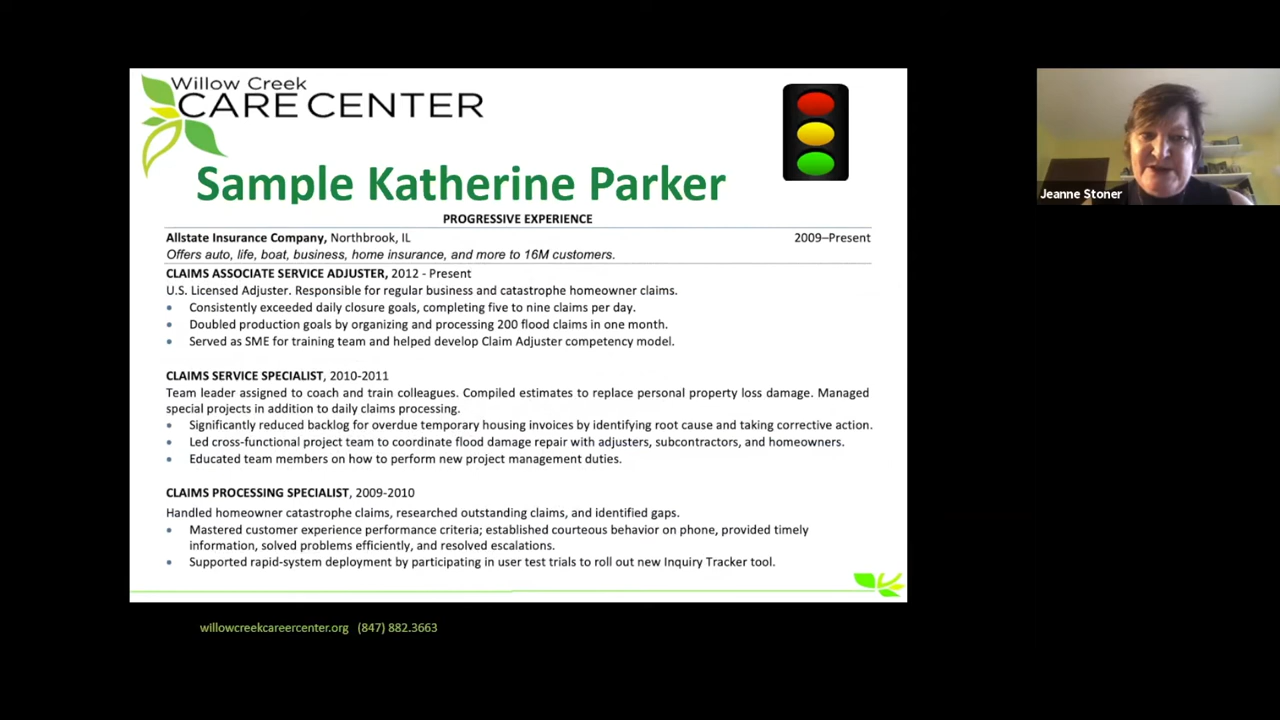 Willow Creek
CARE CENTER
Sample Katherine Parker
PROGRESSIVE EXPERIENCE
Allstate Insurance Company, Northbrook, IL 2009–Present
Offers auto, life, boat, business, home insurance, and more to 16M customers.
CLAIMS ASSOCIATE SERVICE ADJUSTER, 2012 - Present
U.S. Licensed Adjuster. Responsible for regular business and catastrophe homeowner claims.
• Consistently exceeded daily closure goals, completing five to nine claims per day.
• Doubled production goals by organizing and processing 200 flood claims in one month.
• Served as SME for training team and helped develop Claim Adjuster competency model.
CLAIMS SERVICE SPECIALIST, 2010-2011
Team leader assigned to coach and train colleagues. Compiled estimates to replace personal property loss damage. Managed
special projects in addition to daily claims processing.
• Significantly reduced backlog for overdue temporary housing invoices by identifying root cause and taking corrective action.
• Led cross-functional project team to coordinate flood damage repair with adjusters, subcontractors, and homeowners.
• Educated team members on how to perform new project management duties.
CLAIMS PROCESSING SPECIALIST, 2009-2010
Handled homeowner catastrophe claims, researched outstanding claims, and identified gaps.
• Mastered customer experience performance criteria; established courteous behavior on phone, provided timely
information, solved problems efficiently, and resolved escalations.
• Supported rapid-system deployment by participating in user test trials to roll out new Inquiry Tracker tool.
willowcreekcareercenter.org (847) 882.3663
Jeanne Stoner